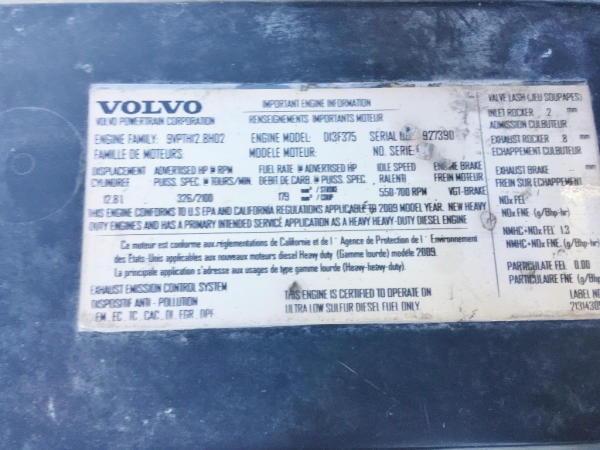 VOLVO
VOLVO POWERTRAIN CORPORATION
IMPORTANT ENGINE INFORMATION
RENSEIGNEMENTS IMPORTANTS MOTEUR
ENGINE FAMILY: 9VPTH12.8H02 ENGINE MODEL: D13F375 SERIAL NO: 927390
FAMILLE DE MOTEURS MODELE MOTEUR: NO. SERIE
DISPLACEMENT ADVERTISED HP @ RPM FUEL RATE @ ADVERTISED HP IDLE SPEED ENGINE BRAKE
CYLINDREE PUISS. SPEC @ TOURS/MIN. DEBIT DE CARB. @ PUISS. SPEC RALENTI FREIN MOTEUR
12.8 l 326/2100 179 mm³ / STROKE 550-700 RPM VGT-BRAKE
mm³ / COUP
THIS ENGINE CONFORMS TO U.S EPA AND CALIFORNIA REGULATIONS APPLICABLE TO 2009 MODEL YEAR. NEW HEAVY
DUTY ENGINES AND HAS A PRIMARY INTENDED SERVICE APPLICATION AS A HEAVY HEAVY-DUTY DIESEL ENGINE
Ca moteur est conforme aux réglementations de Californie et de l' Agence de Protection de l' Environnement
des États-Unis applicables aux nouveaux moteurs diesel Heavy duty (Gamme lourde) modèle 2009.
La principale application s'adresse aux usages de type gamme lourde (Heavy-heavy-duty).
EXHAUST EMISSION CONTROL SYSTEM
DISPOSITIF ANTI - POLLUTION
EM, EC, TC, CAC, DI, EGR, DPF
THIS ENGINE IS CERTIFIED TO OPERATE ON
ULTRA LOW SULFUR DIESEL FUEL ONLY.
VALVE LASH (JEU SOUPAPES)
INLET ROCKER 2 mm
ADMISSION CULBUTEUR
EXHAUST ROCKER 8 mm
ECHAPPEMENT CULBUTEUR
EXHAUST BRAKE
FREIN SUR ECHAPPEMENT
NOx FEL
NOx FNE. (g/Bhp-hr)
NMHC+NOx FEL 1.3
NMHC+NOx FNE. (g/Bhp-hr)
PARTICULATE FEL 0.00
PARTICULAIRE FNE. (g/Bhp
LABEL NO
21314309